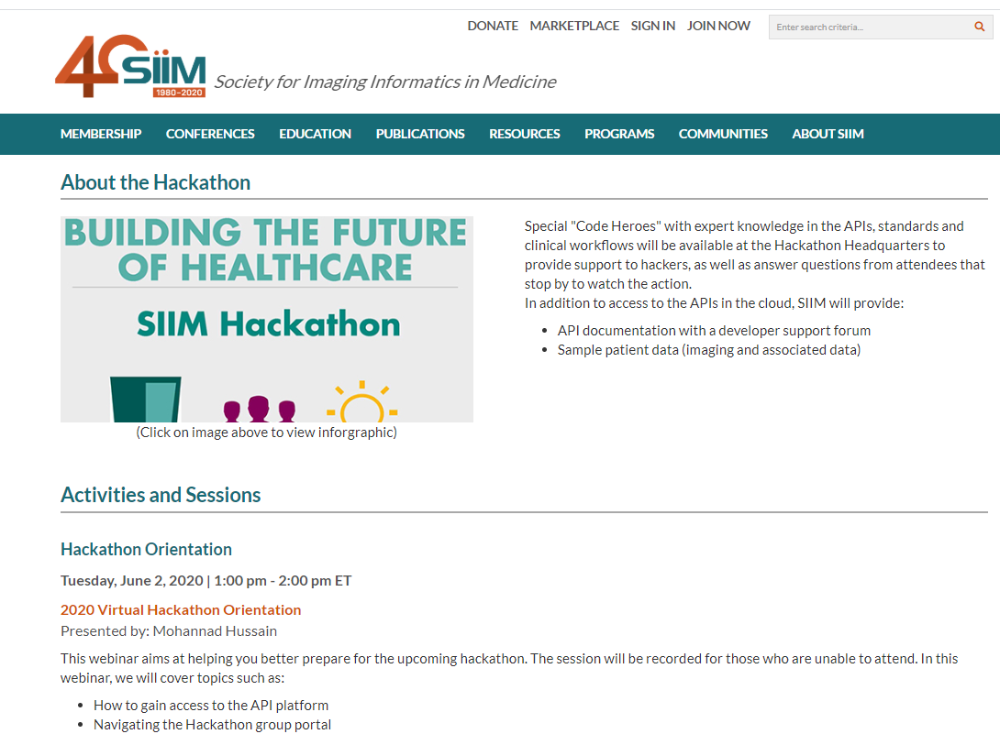 DONATE MARKETPLACE SIGN IN JOIN NOW Enter search criteria...
40 SIIM
1980-2020
Society for Imaging Informatics in Medicine
MEMBERSHIP CONFERENCES EDUCATION PUBLICATIONS RESOURCES PROGRAMS COMMUNITIES ABOUT SIIM
About the Hackathon
BUILDING THE FUTURE
OF HEALTHCARE
SIIM Hackathon
(Click on image above to view inforgraphic)
Special "Code Heroes" with expert knowledge in the APIs, standards and
clinical workflows will be available at the Hackathon Headquarters to
provide support to hackers, as well as answer questions from attendees that
stop by to watch the action.
In addition to access to the APIs in the cloud, SIIM will provide:
• API documentation with a developer support forum
• Sample patient data (imaging and associated data)
Activities and Sessions
Hackathon Orientation
Tuesday, June 2, 2020 | 1:00 pm - 2:00 pm ET
2020 Virtual Hackathon Orientation
Presented by: Mohannad Hussain
This webinar aims at helping you better prepare for the upcoming hackathon. The session will be recorded for those who are unable to attend. In this
webinar, we will cover topics such as:
• How to gain access to the API platform
• Navigating the Hackathon group portal